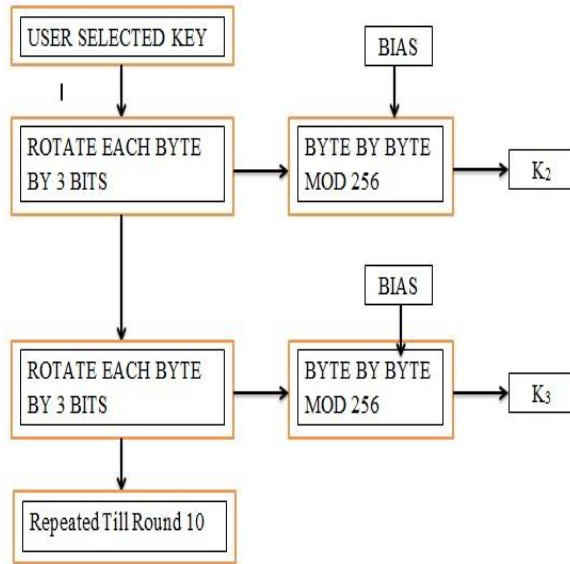 USER SELECTED KEY
BIAS
I
ROTATE EACH BYTE
BY 3 BITS
BYTE BY BYTE
MOD 256
K₂
BIAS
ROTATE EACH BYTE
BY 3 BITS
BYTE BY BYTE
MOD 256
K₃
Repeated Till Round 10